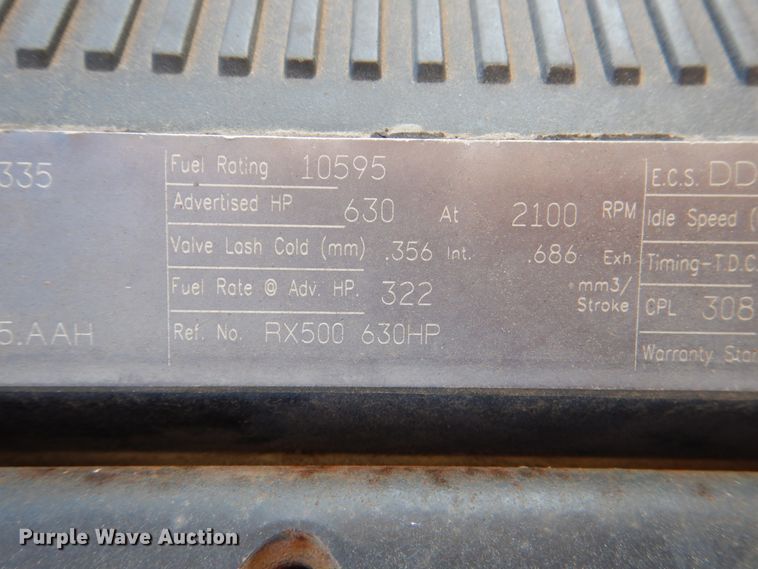 335
5.AAH
Fuel Rating 10595
Advertised HP 630 At 2100 RPM
Valve Lash Cold (mm) .356 Int. .686 Exh
Fuel Rate @ Adv. HP. 322 mm3/
Stroke
Ref. No. RX500 630HP
E.C.S. DD
Idle Speed (
Timing-T.D.C
CPL 308
Warranty Star
Purple Wave Auction